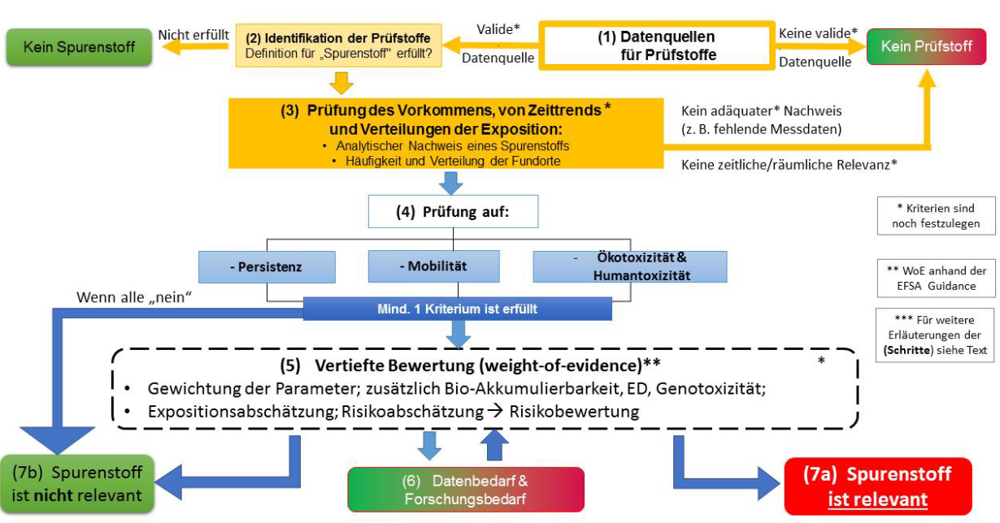 Kein Spurenstoff
Nicht erfüllt
(2) Identifikation der Prüfstoffe
Definition für „Spurenstoff" erfüllt?
Valide*
Datenquelle
(1) Datenquellen
für Prüfstoffe
Keine valide*
Datenquelle
Kein Prüfstoff
(3) Prüfung des Vorkommens, von Zeittrends *
und Verteilungen der Exposition:
• Analytischer Nachweis eines Spurenstoffs
• Häufigkeit und Verteilung der Fundorte
Kein adäquater* Nachweis
(z. B. fehlende Messdaten)
Keine zeitliche/räumliche Relevanz*
(4) Prüfung auf:
* Kriterien sind
noch festzulegen
- Persistenz
- Mobilität
- Ökotoxizität &
Humantoxizität
** WoE anhand der
EFSA Guidance
Wenn alle „nein“
Mind. 1 Kriterium ist erfüllt
*** Für weitere
Erläuterungen der
(Schritte) siehe Text
(5) Vertiefte Bewertung (weight-of-evidence)**
*
• Gewichtung der Parameter; zusätzlich Bio-Akkumulierbarkeit, ED, Genotoxizität;
• Expositionsabschätzung; Risikoabschätzung → Risikobewertung
(7b) Spurenstoff
ist nicht relevant
(6) Datenbedarf &
Forschungsbedarf
(7a) Spurenstoff
ist relevant